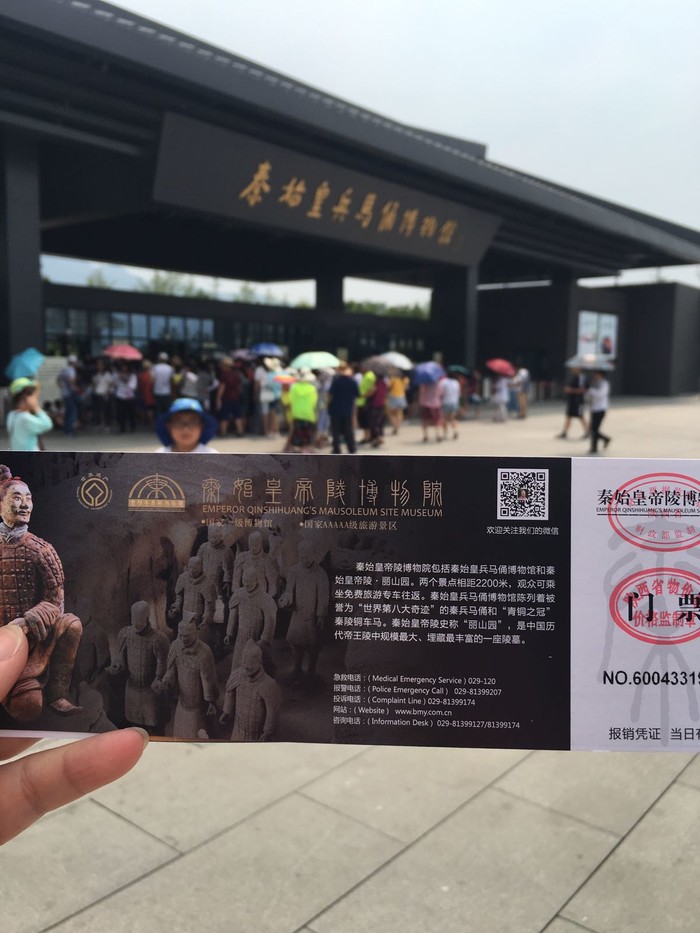 秦始皇兵马俑博物馆
秦始皇帝陵博物院
EMPEROR QINSHIHUANG'S MAUSOLEUM SITE MUSEUM
•国家一级博物馆 •国家AAAAA级旅游景区
欢迎关注我们的微信
秦始皇帝陵博物院包括秦始皇兵马俑博物馆和秦
始皇帝陵·丽山园。两个景点相距2200米，观众可乘
坐免费旅游专车往返。秦始皇兵马俑博物馆陈列着被
誉为“世界第八大奇迹”的秦兵马俑和“青铜之冠”
秦陵铜车马。秦始皇帝陵史称“丽山园”，是中国历
代帝王陵中规模最大、埋藏最丰富的一座陵墓。
急救电话：( Medical Emergency Service ) 029-120
报警电话：( Police Emergency Call ) 029-81399207
投诉电话：( Complaint Line ) 029-81399174
网站：( Website ) www.bmy.com.cn
咨询电话：( Information Desk ) 029-81399127/81399174
秦始皇帝陵博物
EMPEROR QINSHIHUANG'S MAUSOLEUM SITE MU
门 票
NO.60043319
报销凭证 当日有